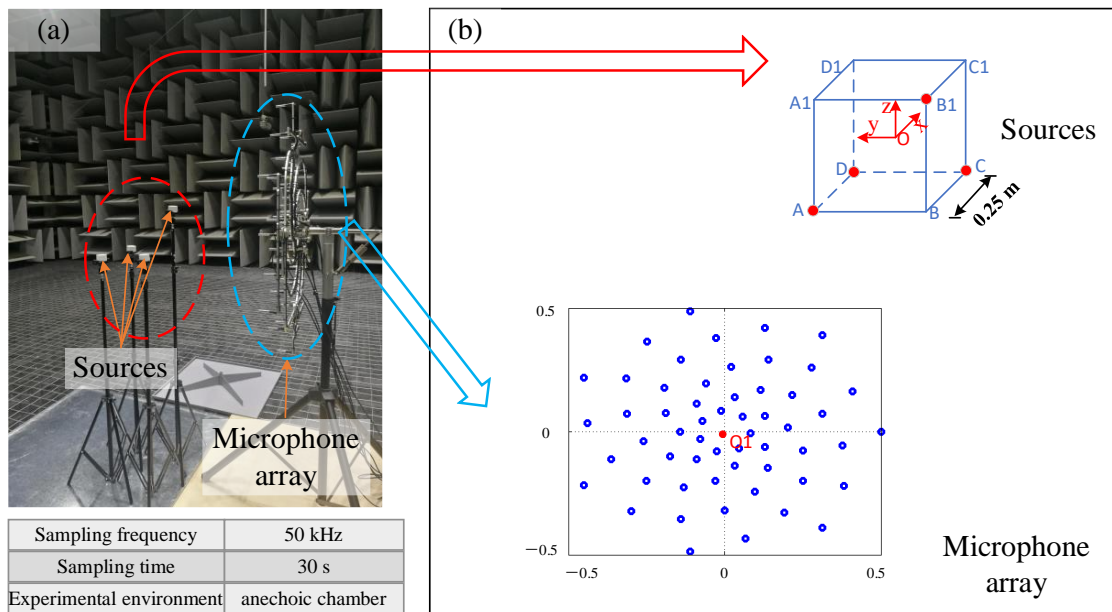 (a)
Sources
Microphone
array
Sampling frequency 50 kHz
Sampling time 30 s
Experimental environment anechoic chamber
(b)
D1
C1
A1
B1
z
x
y
O
D
C
A
B
0.25 m
Sources
0.5
0
−0.5
O1
−0.5
0
0.5
Microphone
array